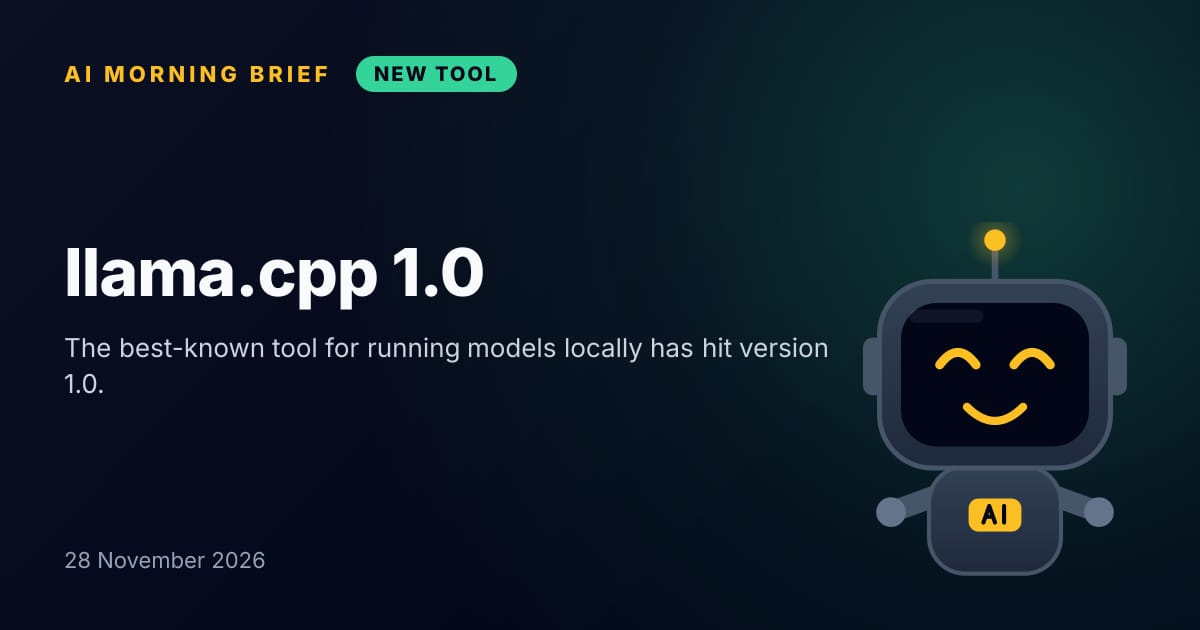 AI MORNING BRIEF
NEW TOOL
llama.cpp 1.0
The best-known tool for running models locally has hit version
1.0.
AI
28 November 2026